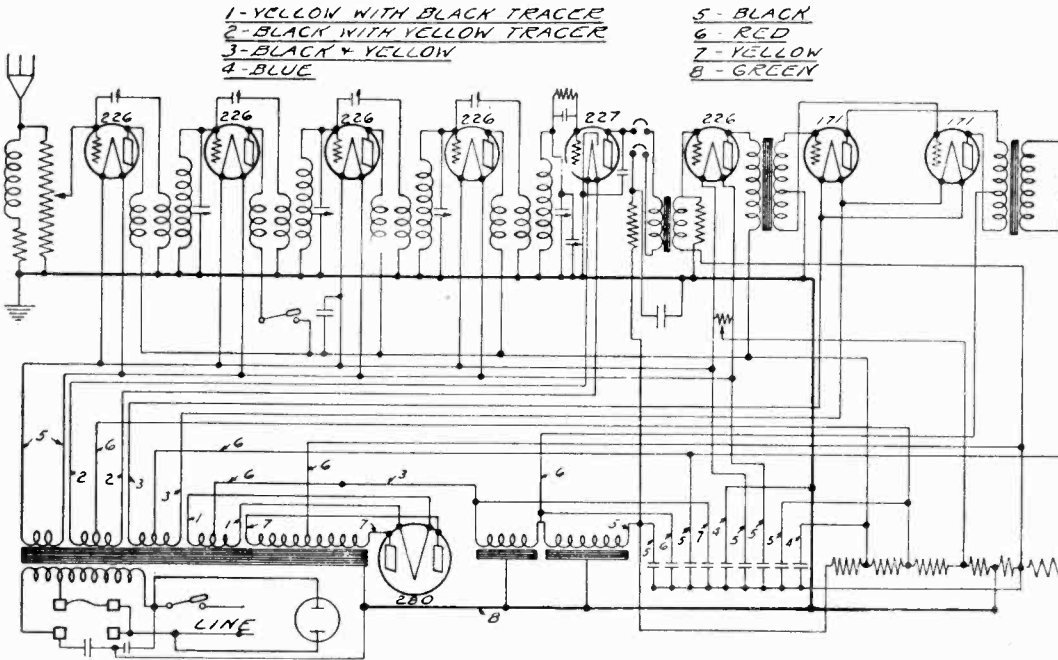 1-YELLOW WITH BLACK TRACER
2-BLACK WITH YELLOW TRACER
3-BLACK & YELLOW
4-BLUE
5-BLACK
6-RED
7-YELLOW
8-GREEN
226 226 226 226 227 226 171 171
5 2 6 2 3 3 1 6 6 6 3 6 1 7 7 5
5 6 5 7 4 5 5 5 4
280
8
LINE